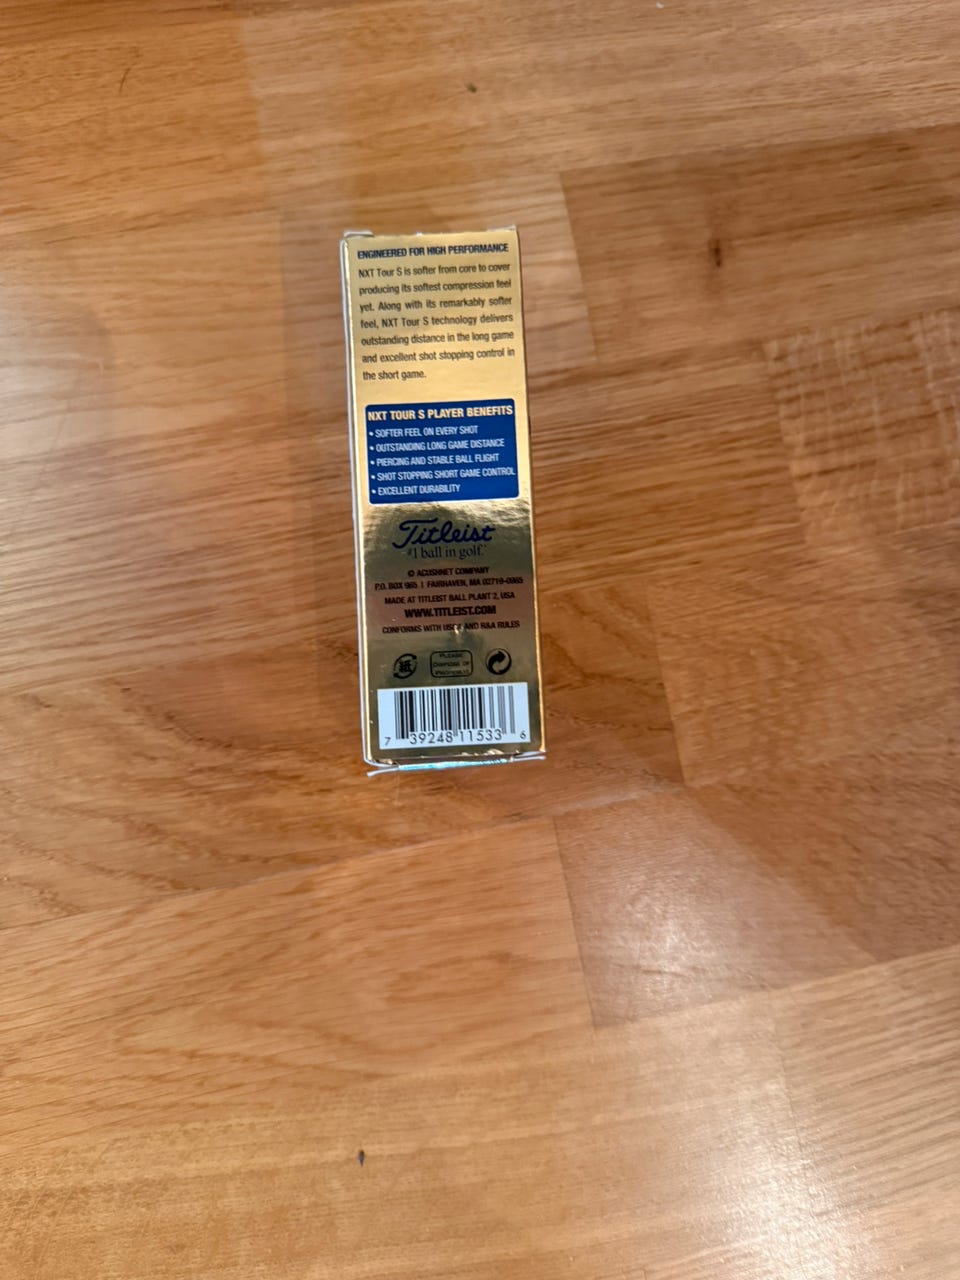 ENGINEERED FOR HIGH PERFORMANCE
NXT Tour S is softer from core to cover
producing its softest compression feel
yet. Along with its remarkably softer
feel, NXT Tour S technology delivers
outstanding distance in the long game
and excellent shot stopping control in
the short game.
NXT TOUR S PLAYER BENEFITS
• SOFTER FEEL ON EVERY SHOT
• OUTSTANDING LONG GAME DISTANCE
• PIERCING AND STABLE BALL FLIGHT
• SHOT STOPPING SHORT GAME CONTROL
• EXCELLENT DURABILITY
Titleist
#1 ball in golf.
© ACUSHNET COMPANY
P.O. BOX 965 | FAIRHAVEN, MA 02719-0965
MADE AT TITLEIST BALL PLANT 2, USA
WWW.TITLEIST.COM
CONFORMS WITH USGA AND R&A RULES
PLEASE
DISPOSE OF
PROPERLY
7 39248 11533 6